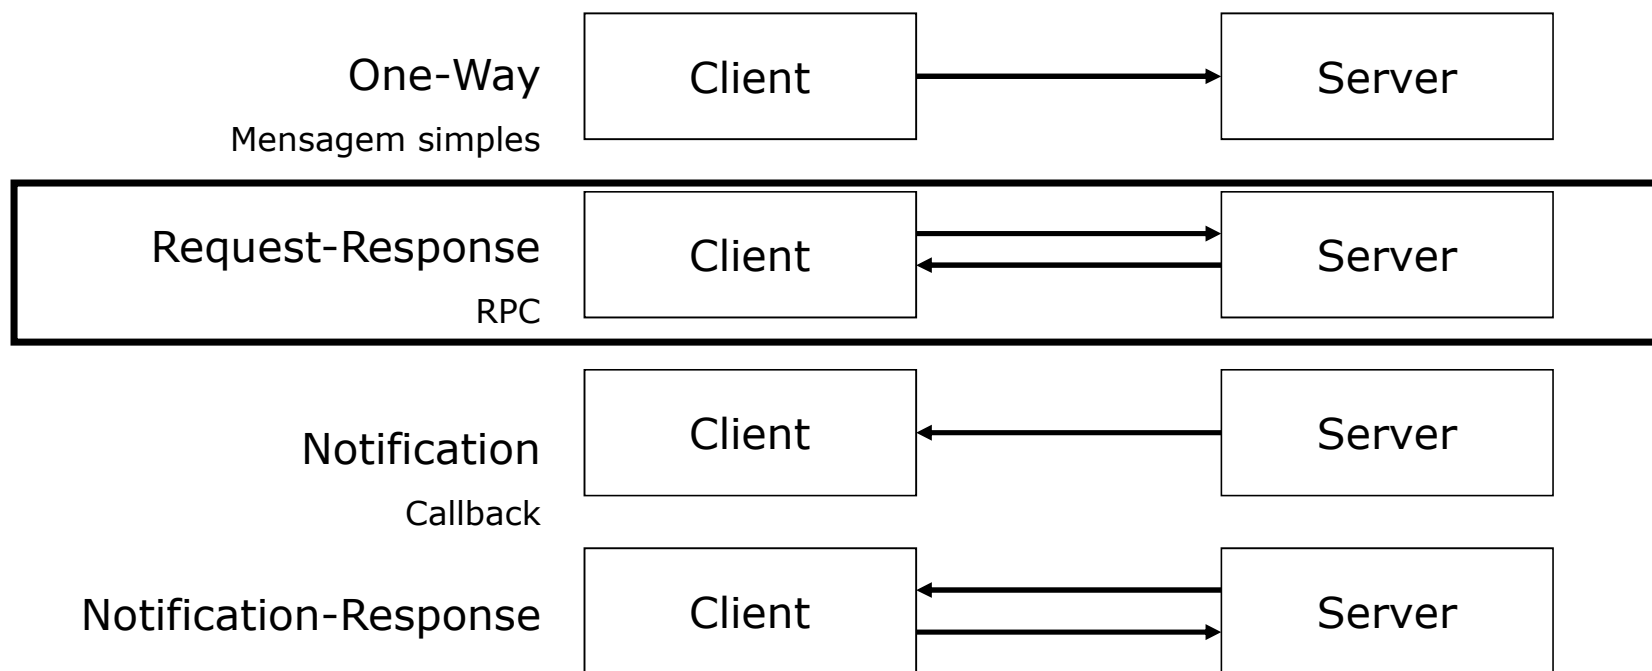 One-Way
Client
Server
Mensagem simples
Request-Response
Client
Server
RPC
Notification
Client
Server
Callback
Notification-Response
Client
Server